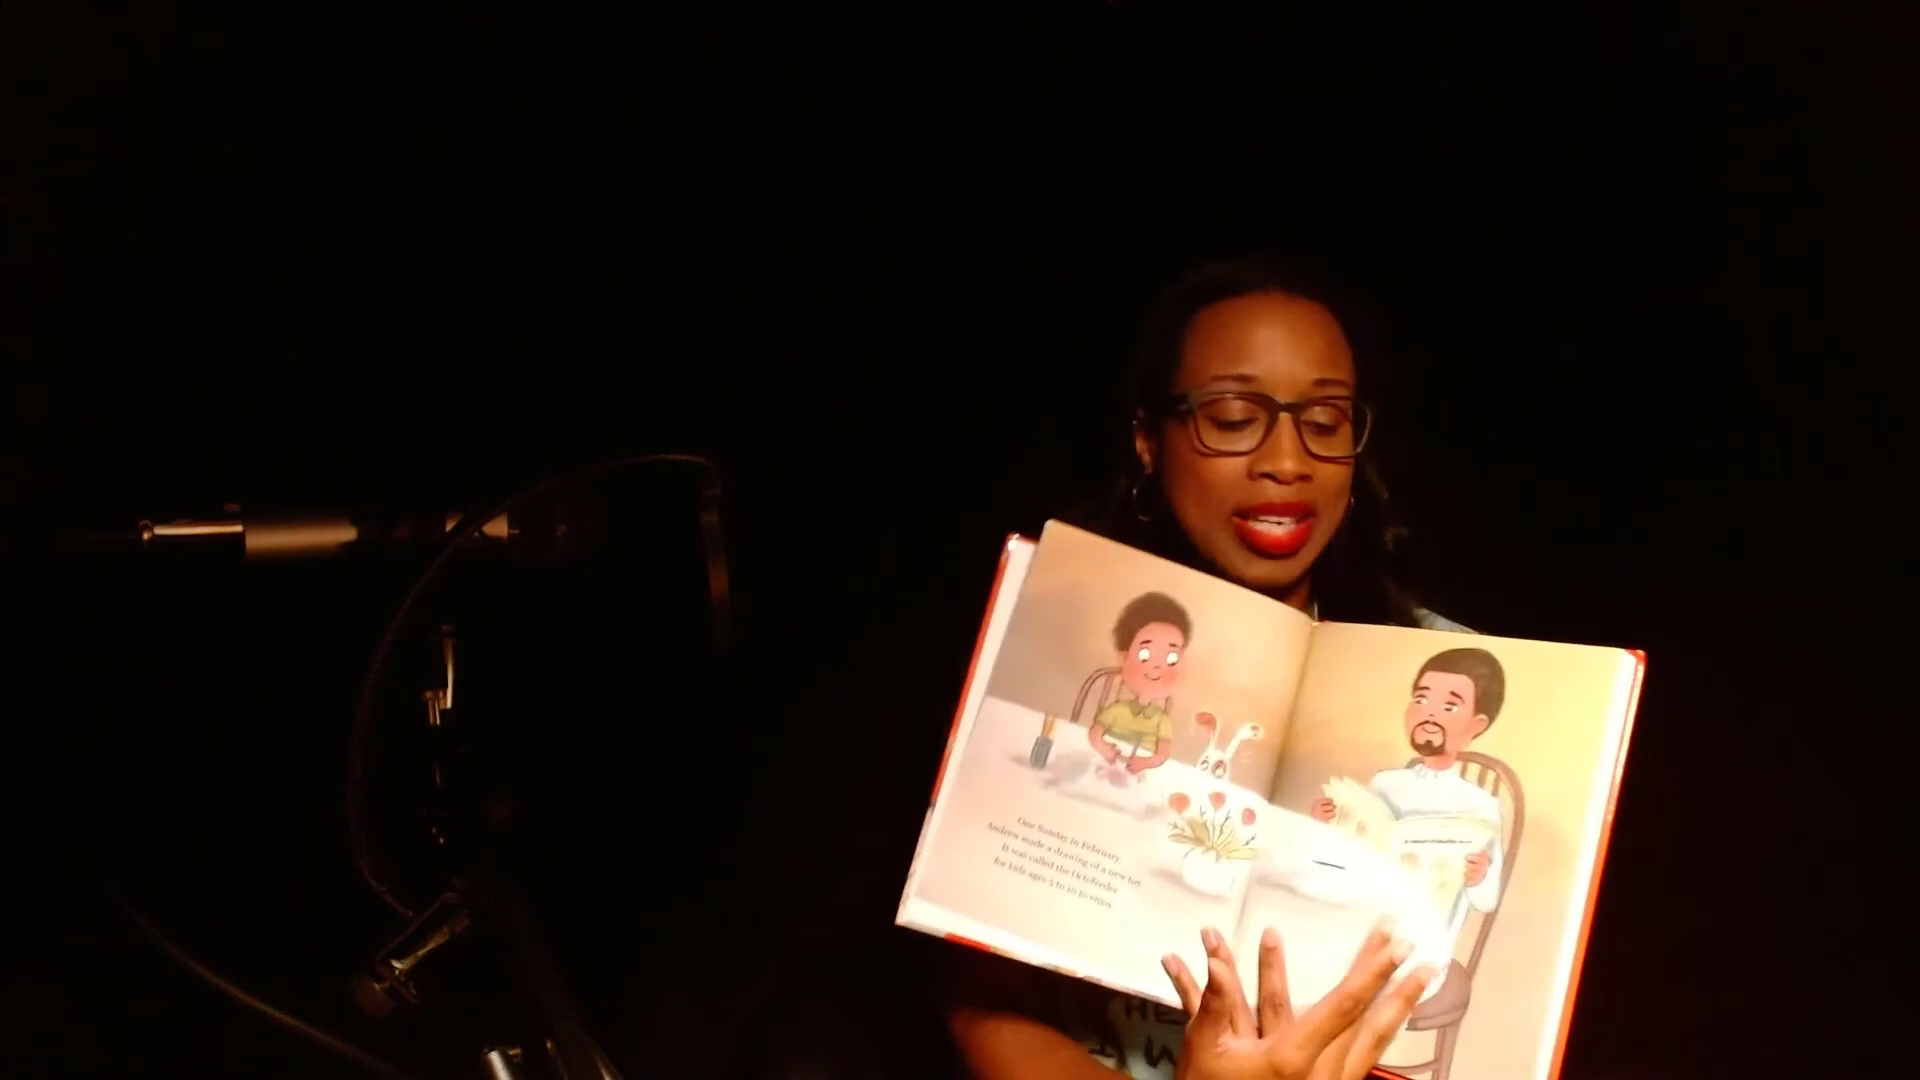 One Sunday in February,
Andrew made a drawing of a new toy
It was called the Octofeeder
for kids ages 5 to 10 to enjoy.
HE
I W